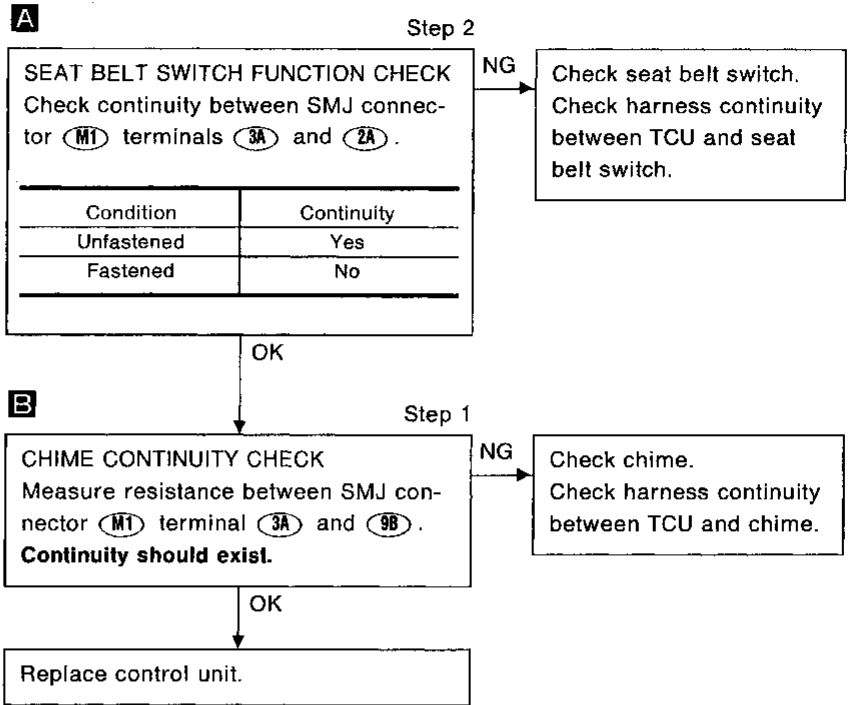 A
Step 2
SEAT BELT SWITCH FUNCTION CHECK
Check continuity between SMJ connec-
tor M1 terminals 3A and 2A .
Condition Continuity
Unfastened Yes
Fastened No
NG
Check seat belt switch.
Check harness continuity
between TCU and seat
belt switch.
OK
B
Step 1
CHIME CONTINUITY CHECK
Measure resistance between SMJ con-
nector M1 terminal 3A and 9B .
Continuity should exist.
NG
Check chime.
Check harness continuity
between TCU and chime.
OK
Replace control unit.